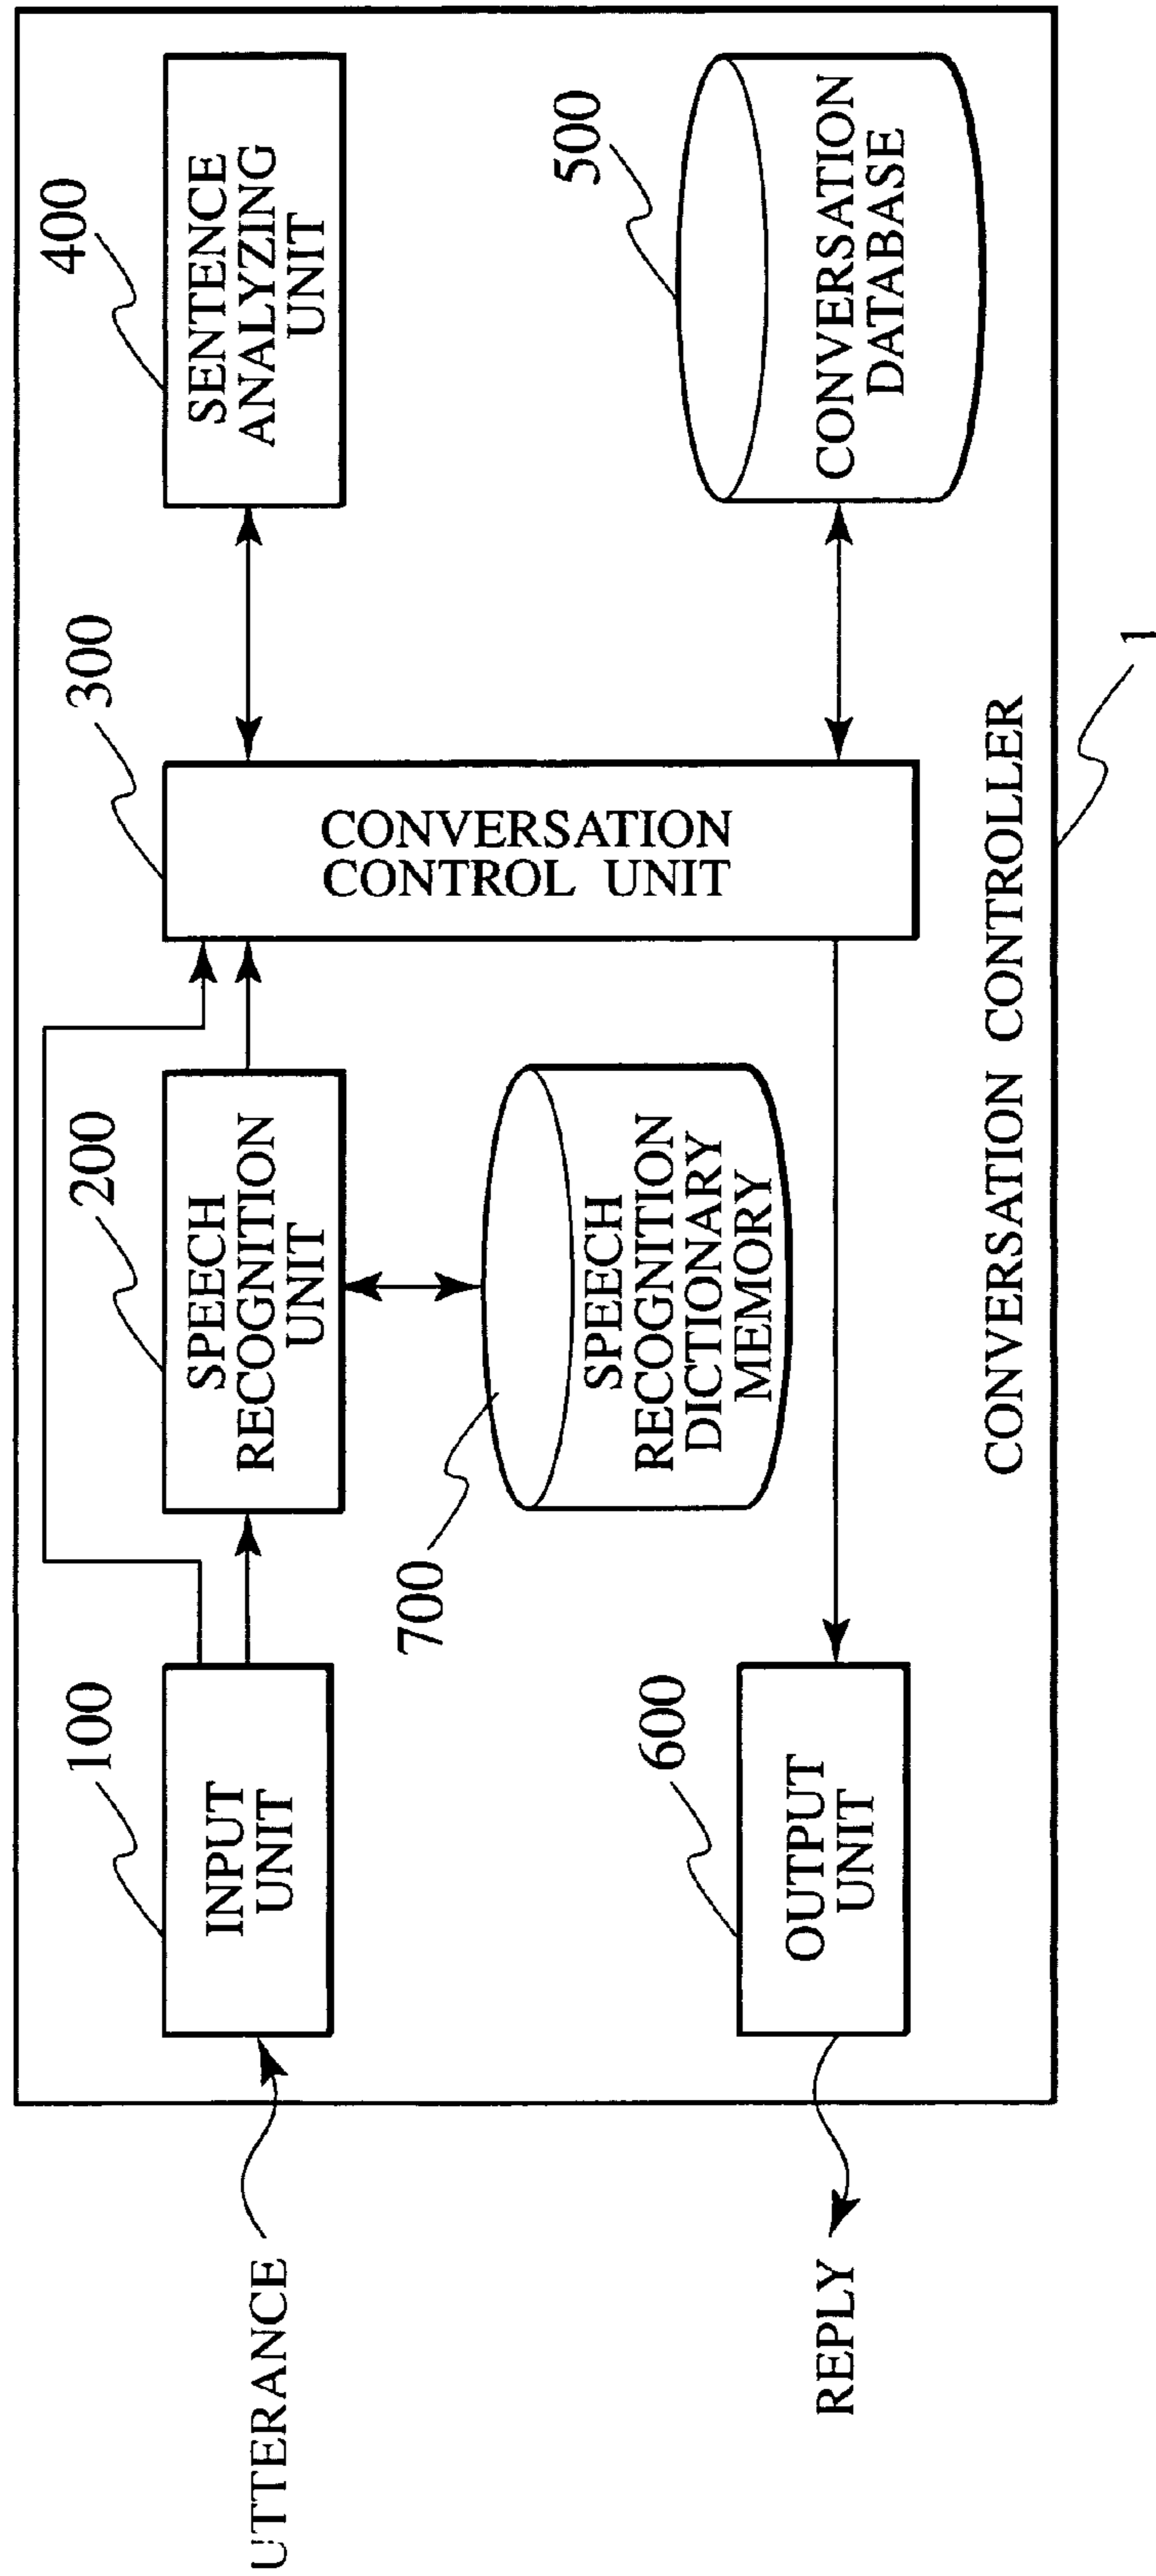 400
SENTENCE
ANALYZING
UNIT
500
CONVERSATION
DATABASE
300
CONVERSATION
CONTROL UNIT
200
SPEECH
RECOGNITION
UNIT
700
SPEECH
RECOGNITION
DICTIONARY
MEMORY
100
INPUT
UNIT
600
OUTPUT
UNIT
UTTERANCE
REPLY
CONVERSATION CONTROLLER
1